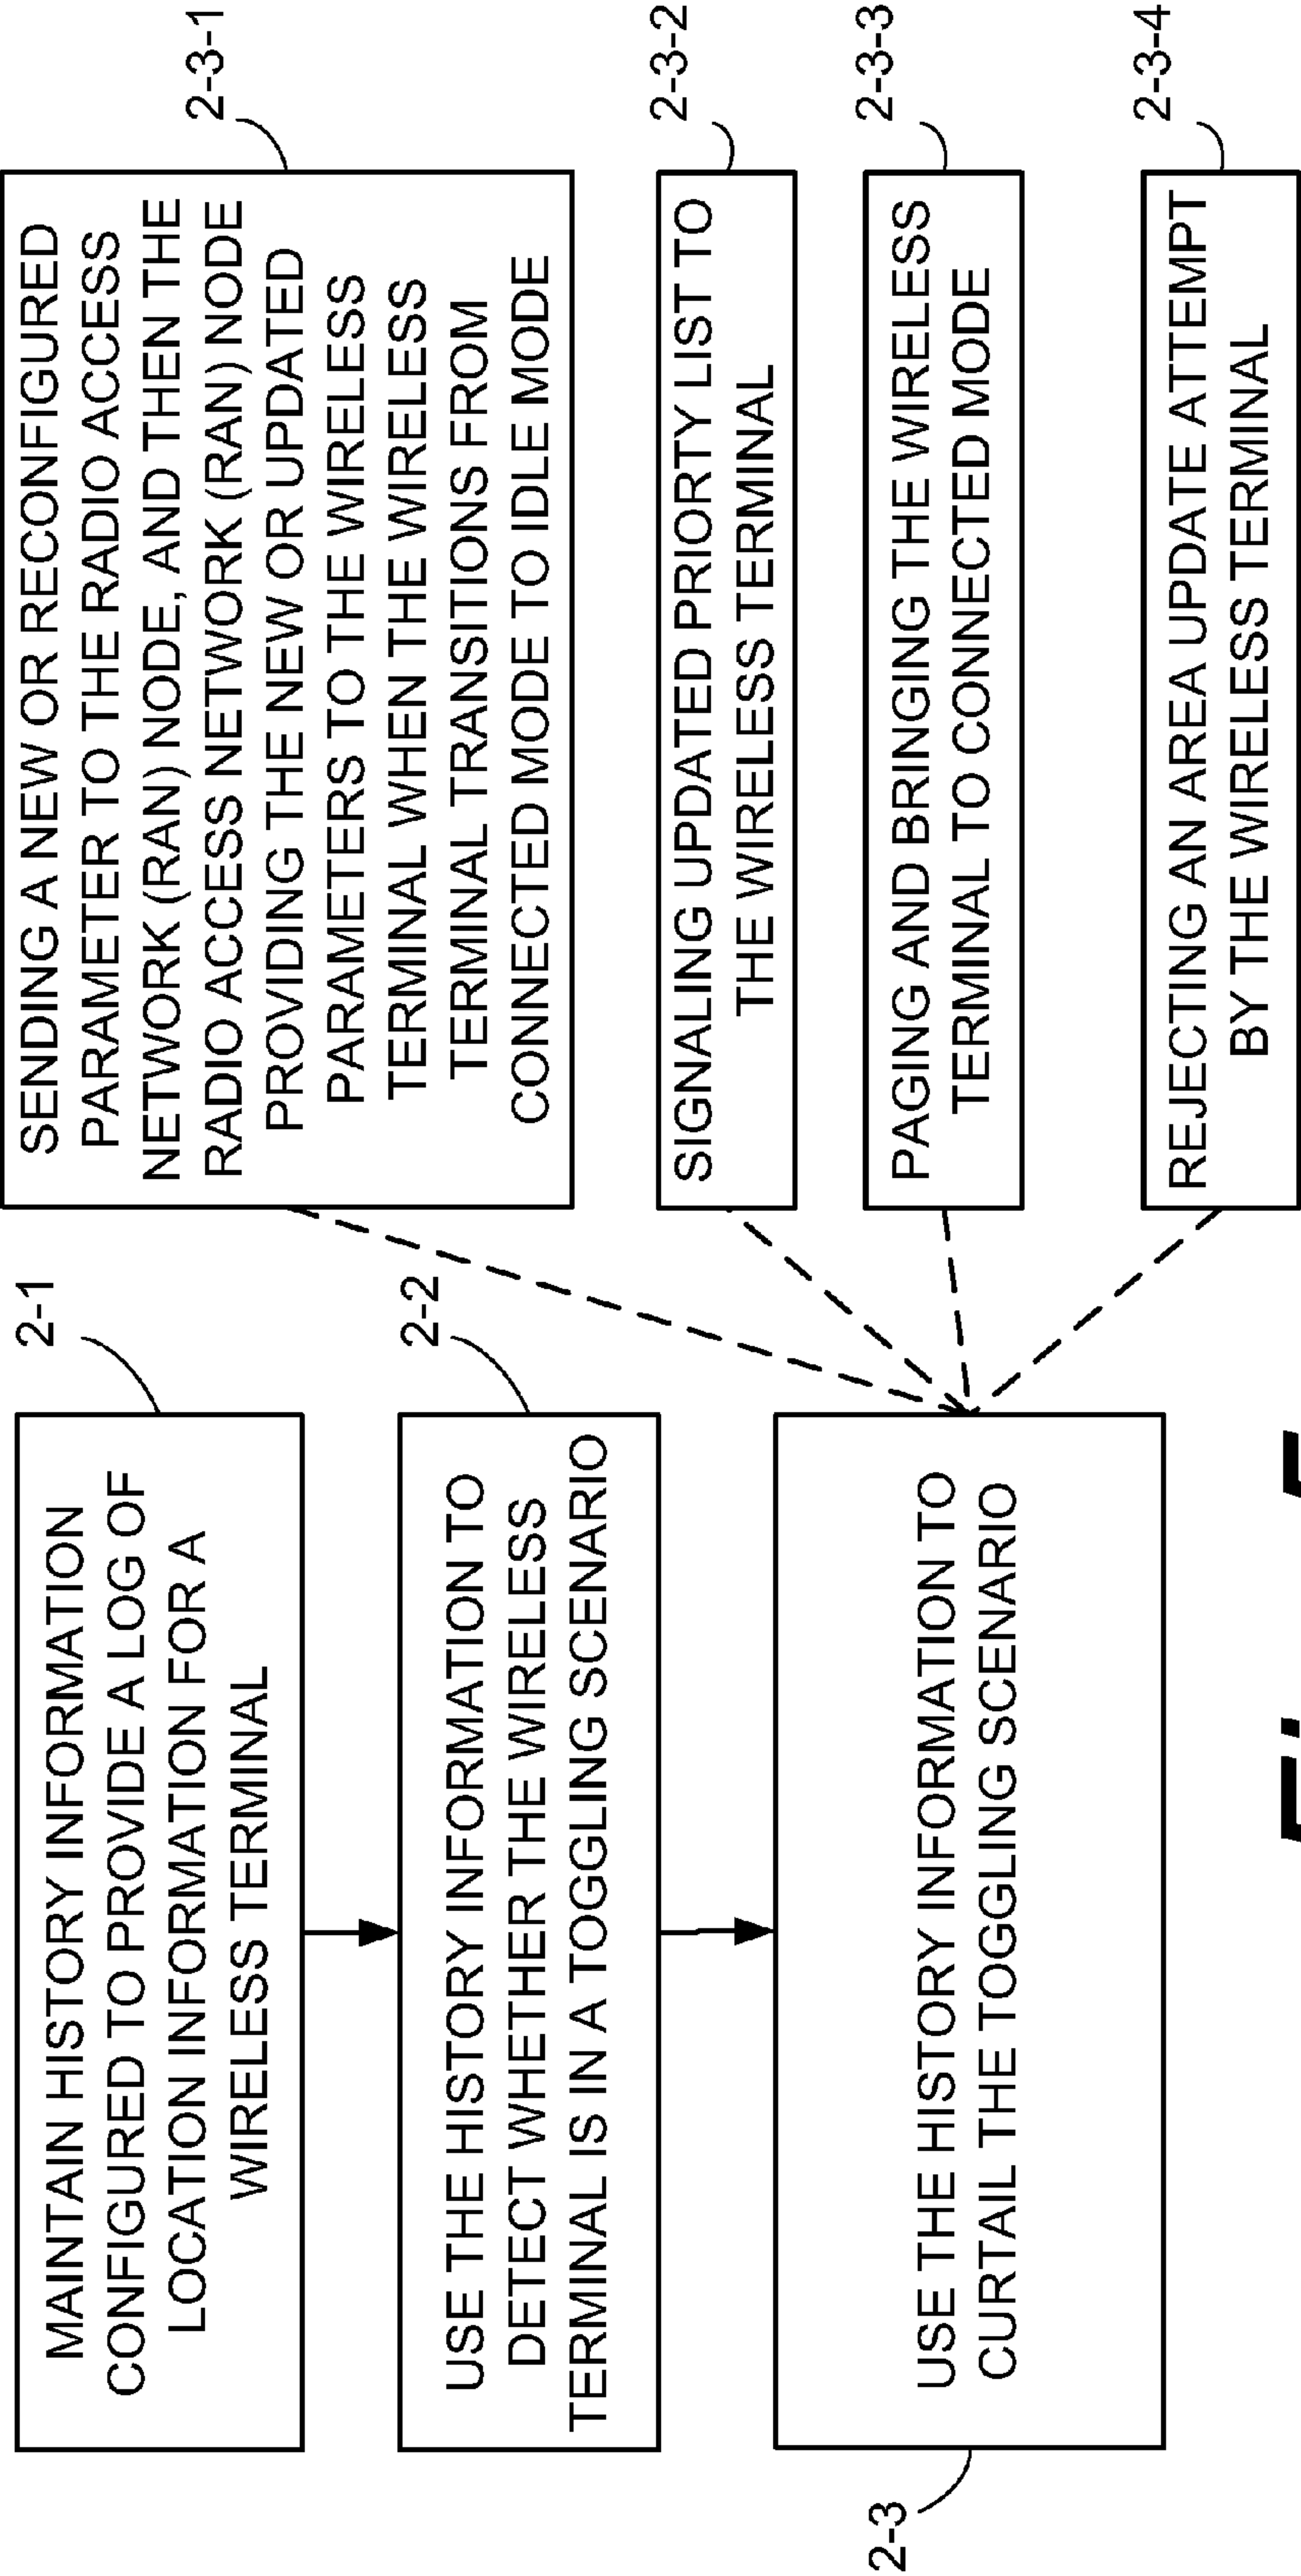 2-1
MAINTAIN HISTORY INFORMATION
CONFIGURED TO PROVIDE A LOG OF
LOCATION INFORMATION FOR A
WIRELESS TERMINAL
2-2
USE THE HISTORY INFORMATION TO
DETECT WHETHER THE WIRELESS
TERMINAL IS IN A TOGGLING SCENARIO
2-3
USE THE HISTORY INFORMATION TO
CURTAIL THE TOGGLING SCENARIO
2-3-1
SENDING A NEW OR RECONFIGURED
PARAMETER TO THE RADIO ACCESS
NETWORK (RAN) NODE, AND THEN THE
RADIO ACCESS NETWORK (RAN) NODE
PROVIDING THE NEW OR UPDATED
PARAMETERS TO THE WIRELESS
TERMINAL WHEN THE WIRELESS
TERMINAL TRANSITIONS FROM
CONNECTED MODE TO IDLE MODE
2-3-2
SIGNALING UPDATED PRIORTY LIST TO
THE WIRELESS TERMINAL
2-3-3
PAGING AND BRINGING THE WIRELESS
TERMINAL TO CONNECTED MODE
2-3-4
REJECTING AN AREA UPDATE ATTEMPT
BY THE WIRELESS TERMINAL